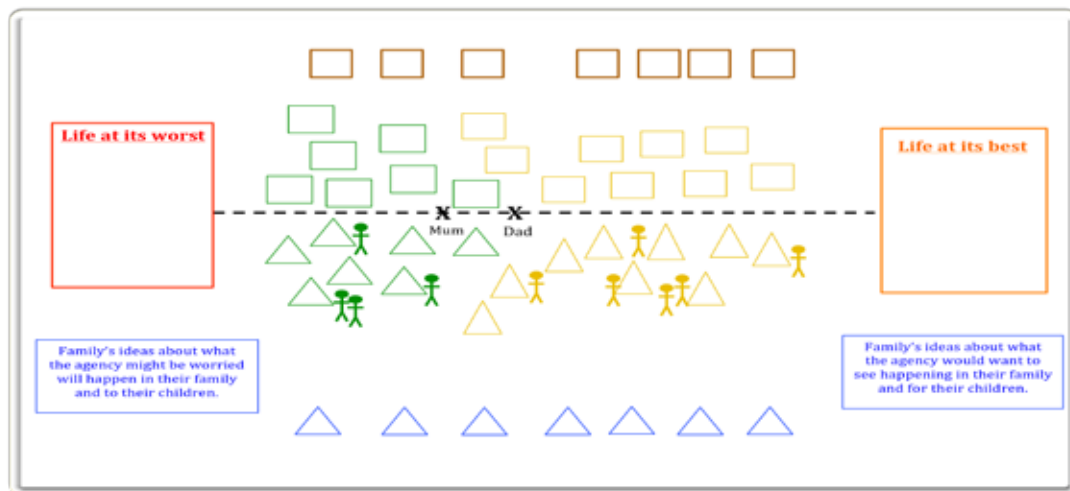 Life at its worst
Life at its best
X
X
Mum
Dad
Family's ideas about what
the agency might be worried
will happen in their family
and to their children.
Family's ideas about what
the agency would want to
see happening in their family
and for their children.